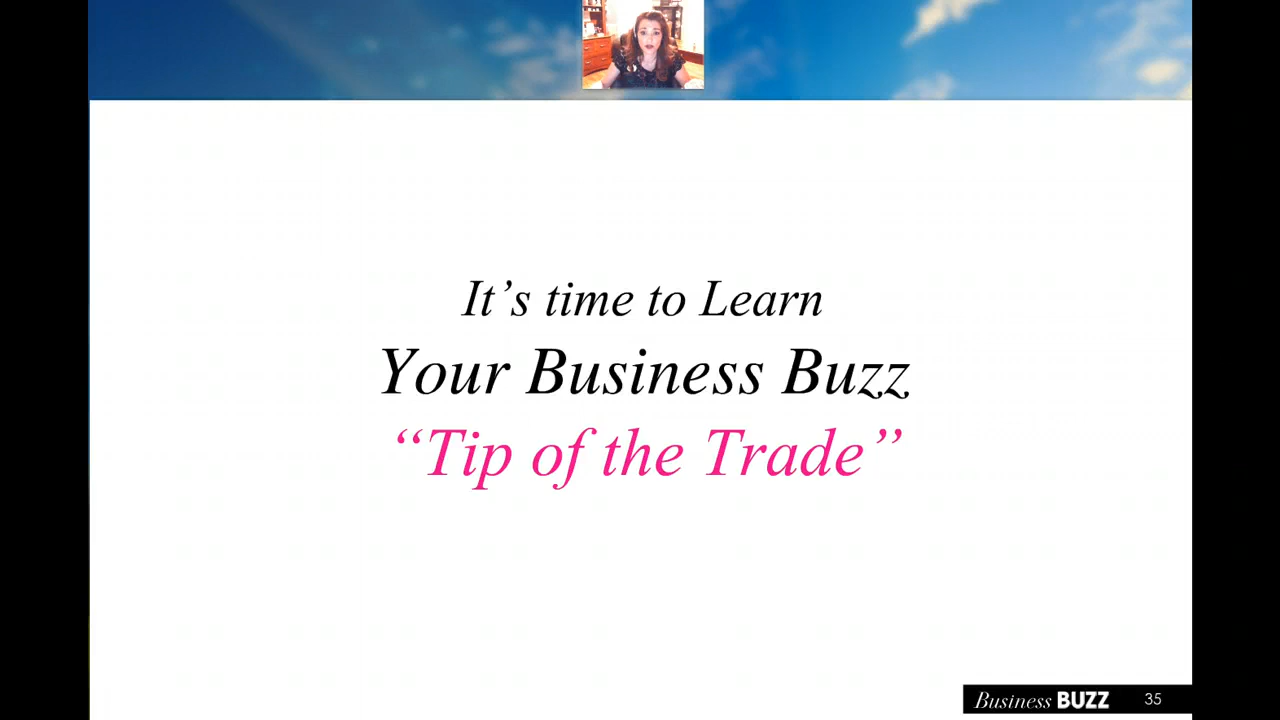 It’s time to Learn
Your Business Buzz
“Tip of the Trade”
Business BUZZ 35